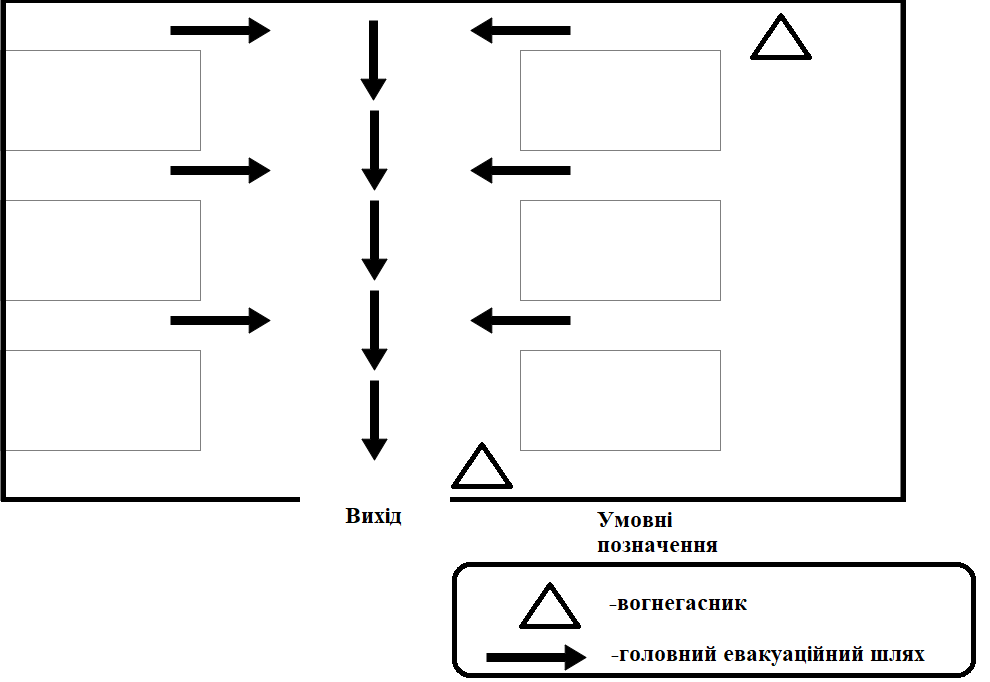 Вихід
Умовні
позначення
-вогнегасник
-головний евакуаційний шлях